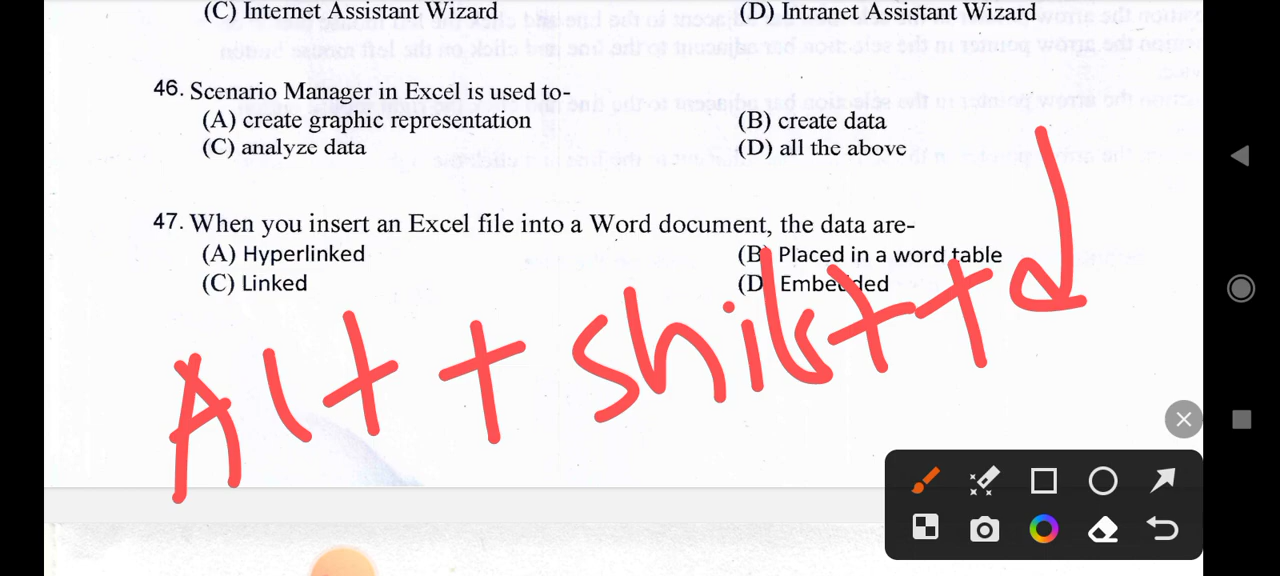 (C) Internet Assistant Wizard (D) Intranet Assistant Wizard
46. Scenario Manager in Excel is used to-
(A) create graphic representation (B) create data
(C) analyze data (D) all the above
47. When you insert an Excel file into a Word document, the data are-
(A) Hyperlinked (B) Placed in a word table
(C) Linked (D) Embedded
Alt + Shift + ↓